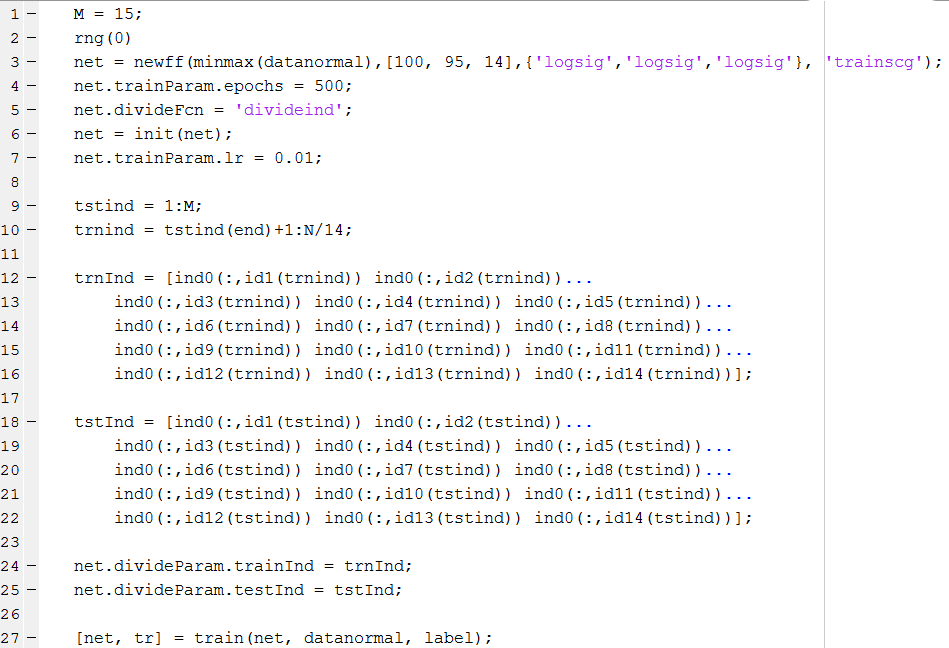 1 – M = 15;
2 – rng(0)
3 – net = newff(minmax(datanormal),[100, 95, 14],{'logsig','logsig','logsig'}, 'trainscg');
4 – net.trainParam.epochs = 500;
5 – net.divideFcn = 'divideind';
6 – net = init(net);
7 – net.trainParam.lr = 0.01;
8
9 – tstind = 1:M;
10 – trnind = tstind(end)+1:N/14;
11
12 – trnInd = [ind0(:,id1(trnind)) ind0(:,id2(trnind))...
13 ind0(:,id3(trnind)) ind0(:,id4(trnind)) ind0(:,id5(trnind))...
14 ind0(:,id6(trnind)) ind0(:,id7(trnind)) ind0(:,id8(trnind))...
15 ind0(:,id9(trnind)) ind0(:,id10(trnind)) ind0(:,id11(trnind))...
16 ind0(:,id12(trnind)) ind0(:,id13(trnind)) ind0(:,id14(trnind))];
17
18 – tstInd = [ind0(:,id1(tstind)) ind0(:,id2(tstind))...
19 ind0(:,id3(tstind)) ind0(:,id4(tstind)) ind0(:,id5(tstind))...
20 ind0(:,id6(tstind)) ind0(:,id7(tstind)) ind0(:,id8(tstind))...
21 ind0(:,id9(tstind)) ind0(:,id10(tstind)) ind0(:,id11(tstind))...
22 ind0(:,id12(tstind)) ind0(:,id13(tstind)) ind0(:,id14(tstind))];
23
24 – net.divideParam.trainInd = trnInd;
25 – net.divideParam.testInd = tstInd;
26
27 – [net, tr] = train(net, datanormal, label);